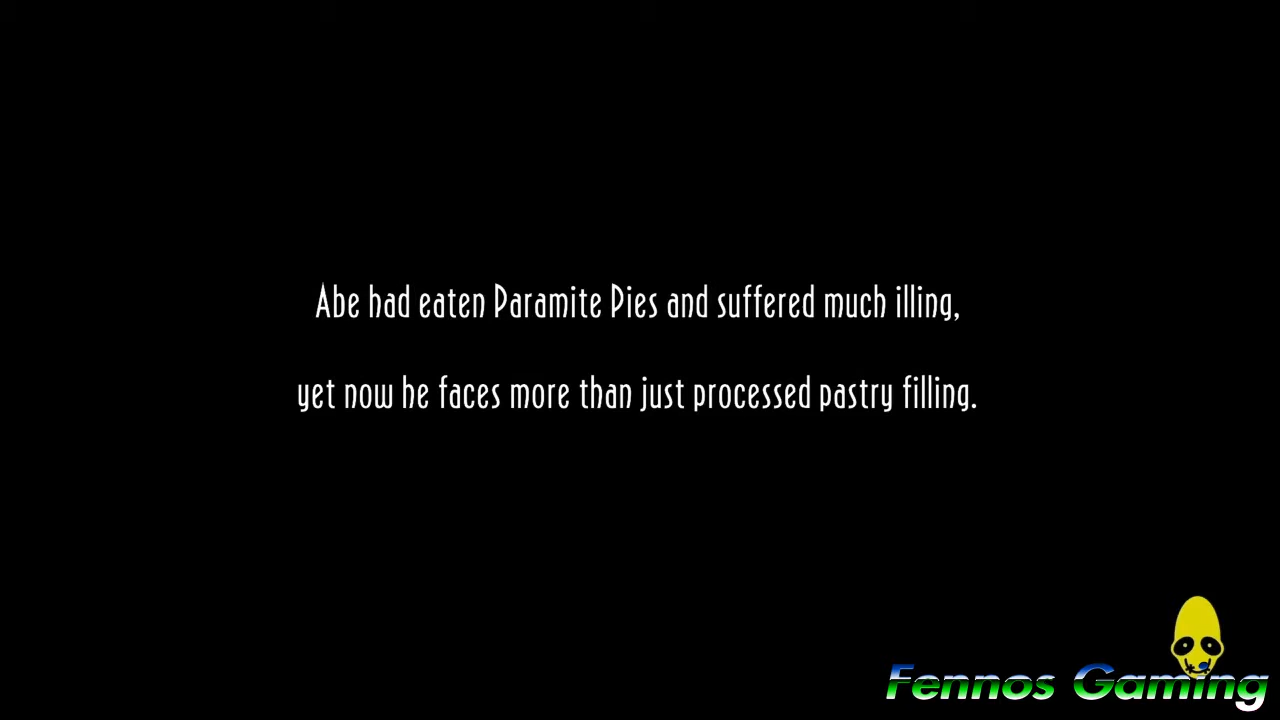 Abe had eaten Paramite Pies and suffered much illing,
yet now he faces more than just processed pastry filling.
Fennos Gaming